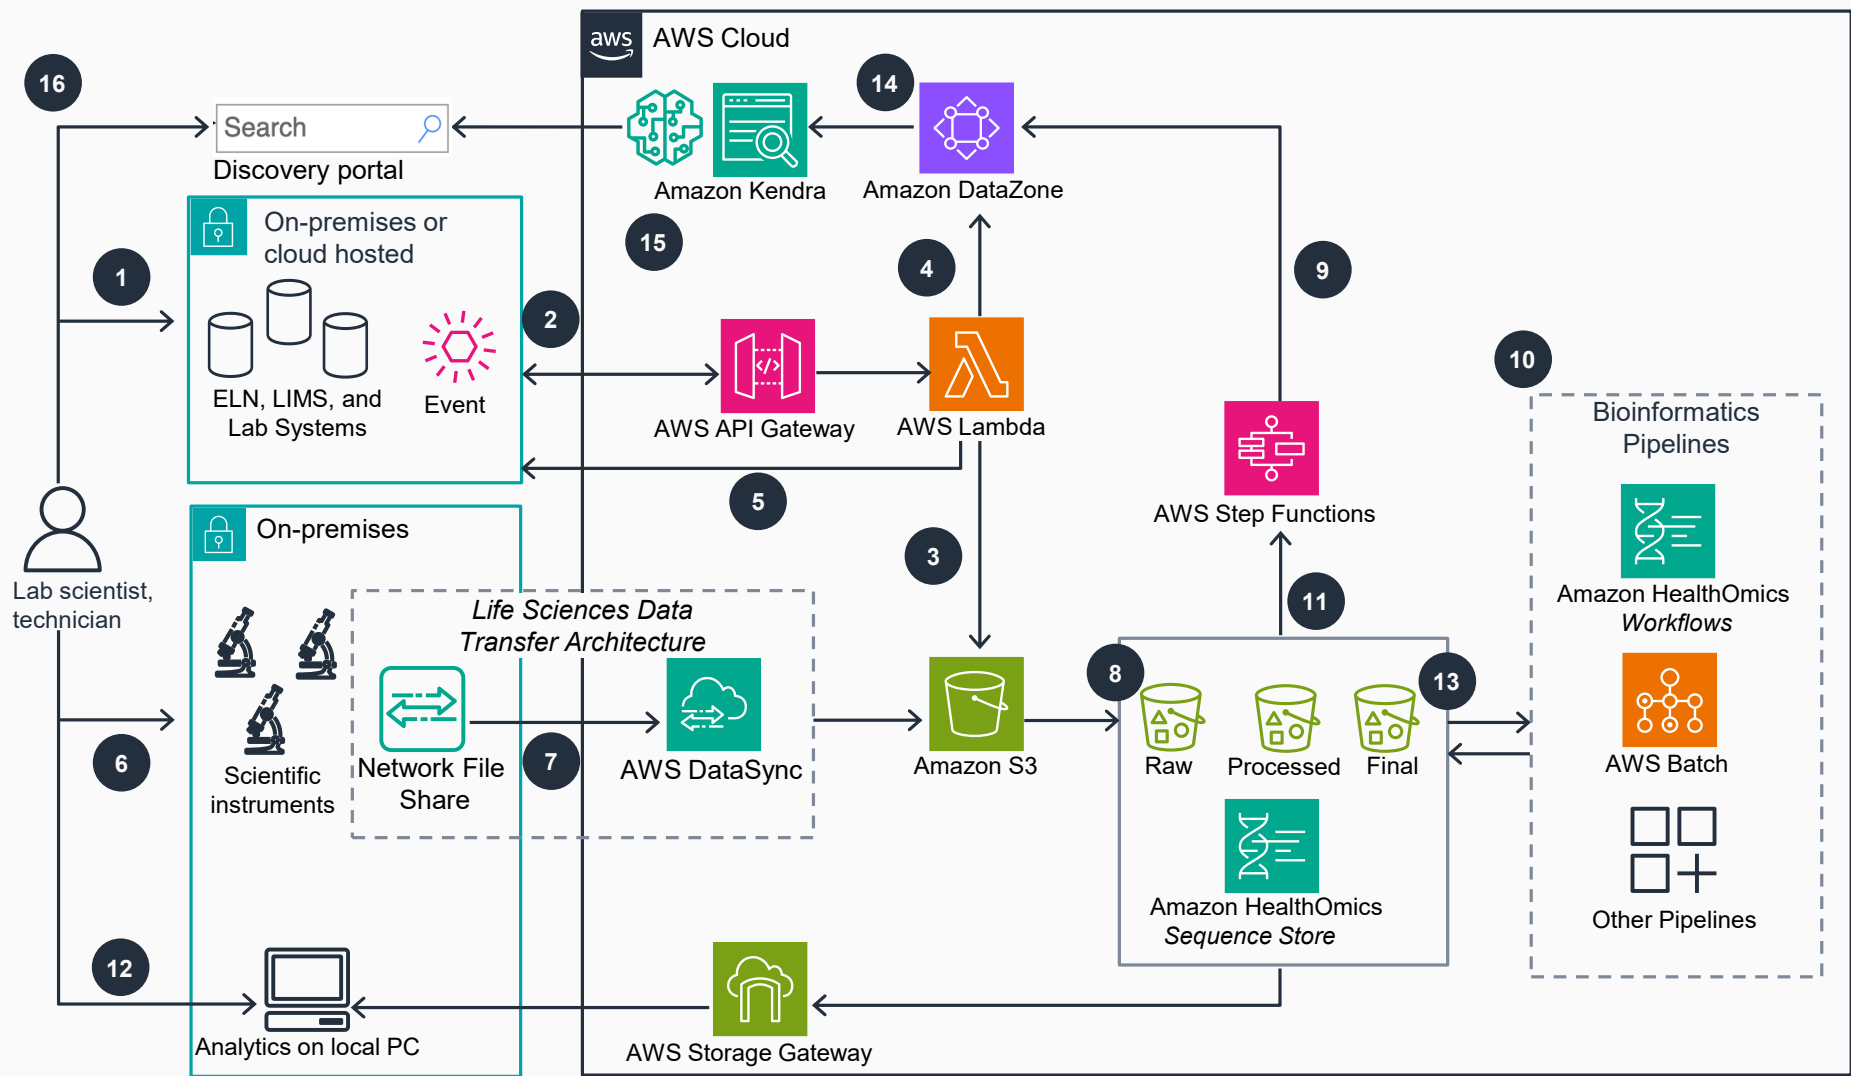 aws
AWS Cloud
16
14
Search
Discovery portal
Amazon Kendra
Amazon DataZone
On-premises or
cloud hosted
15
1
4
9
2
10
ELN, LIMS, and
Lab Systems
Event
</>
AWS API Gateway
AWS Lambda
Bioinformatics
Pipelines
5
AWS Step Functions
On-premises
3
Lab scientist,
technician
Life Sciences Data
Transfer Architecture
11
Amazon HealthOmics
Workflows
8
13
6
7
Scientific
instruments
Network File
Share
AWS DataSync
Amazon S3
Raw
Processed
Final
AWS Batch
Amazon HealthOmics
Sequence Store
Other Pipelines
12
Analytics on local PC
AWS Storage Gateway